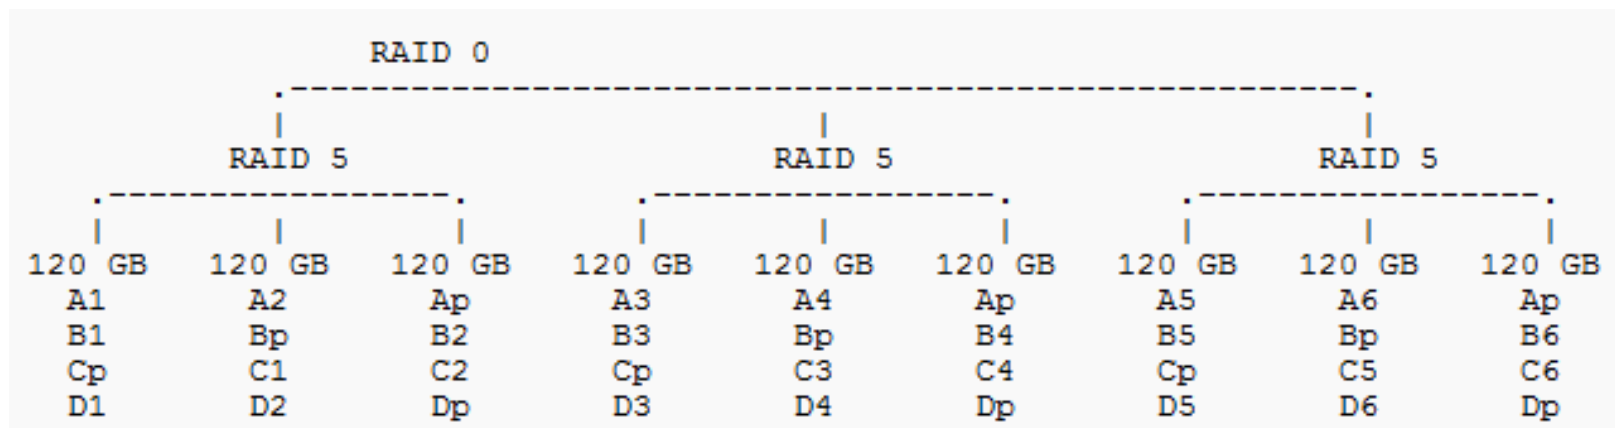 RAID 0
RAID 5 RAID 5 RAID 5
120 GB 120 GB 120 GB 120 GB 120 GB 120 GB 120 GB 120 GB 120 GB
A1 A2 Ap A3 A4 Ap A5 A6 Ap
B1 Bp B2 B3 Bp B4 B5 Bp B6
Cp C1 C2 Cp C3 C4 Cp C5 C6
D1 D2 Dp D3 D4 Dp D5 D6 Dp